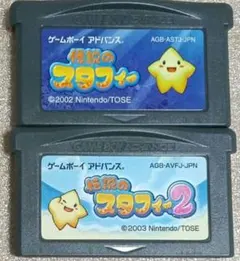 ゲームボーイ アドバンス AGB-ASTJ-JPN
伝説の
スタフィー
©2002 Nintendo/TOSE
ゲームボーイ アドバンス AGB-AVFJ-JPN
伝説の
スタフィー2
©2003 Nintendo/TOSE